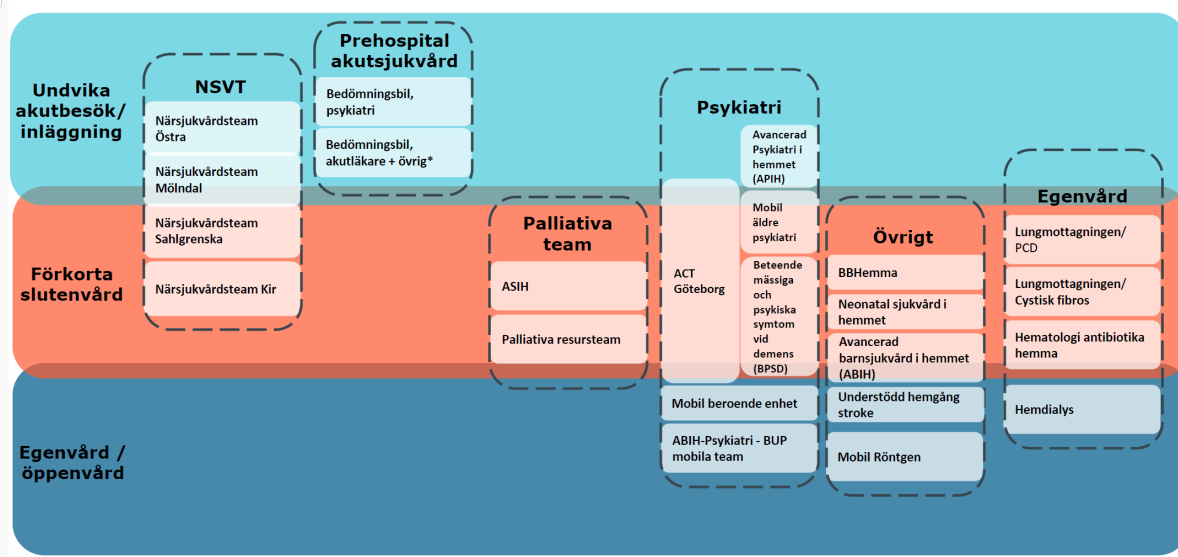 Undvika
akutbesök/
inläggning
Förkorta
slutenvård
Egenvård /
öppenvård
NSVT
Närsjukvårdsteam
Östra
Närsjukvårdsteam
Mölndal
Närsjukvårdsteam
Sahlgrenska
Närsjukvårdsteam Kir
Prehospital
akutsjukvård
Bedömningsbil,
psykiatri
Bedömningsbil,
akutläkare + övrig*
Palliativa
team
ASIH
Palliativa resursteam
Psykiatri
ACT
Göteborg
Avancerad
Psykiatri i
hemmet
(APIH)
Mobil
äldre
psykiatri
Beteende
mässiga
och
psykiska
symtom
vid
demens
(BPSD)
Mobil beroende enhet
ABIH-Psykiatri - BUP
mobila team
Övrigt
BBHemma
Neonatal sjukvård i
hemmet
Avancerad
barnsjukvård i hemmet
(ABIH)
Understödd hemgång
stroke
Mobil Röntgen
Egenvård
Lungmottagningen/
PCD
Lungmottagningen/
Cystisk fibros
Hematologi antibiotika
hemma
Hemdialys